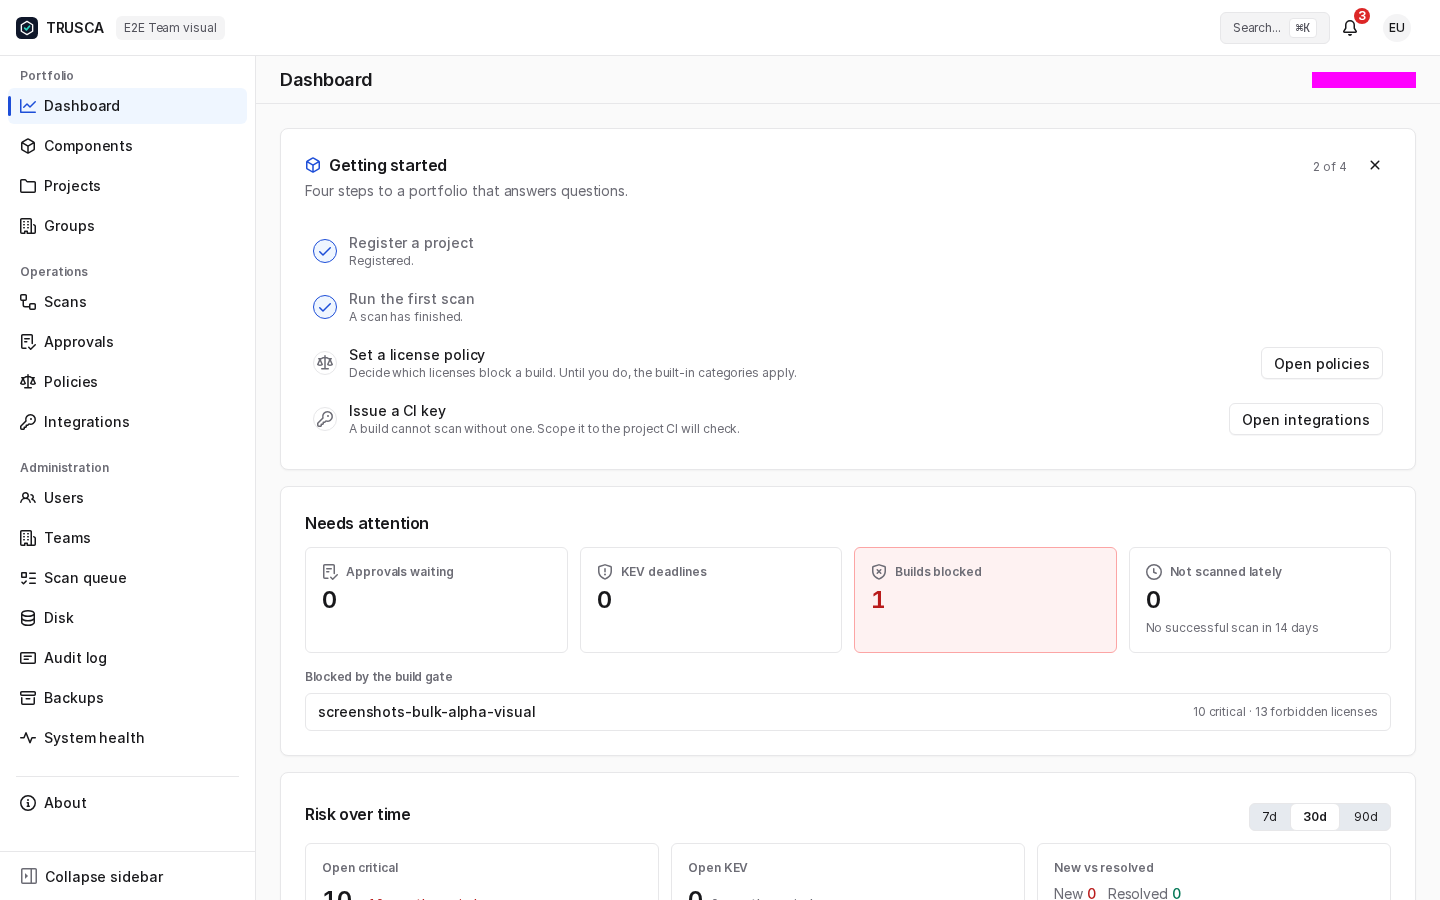 TRUSCA
E2E Team visual
Search...
⌘K
3
EU
Portfolio
Dashboard
Components
Projects
Groups
Operations
Scans
Approvals
Policies
Integrations
Administration
Users
Teams
Scan queue
Disk
Audit log
Backups
System health
About
Collapse sidebar
Dashboard
Getting started
2 of 4
Four steps to a portfolio that answers questions.
Register a project
Registered.
Run the first scan
A scan has finished.
Set a license policy
Decide which licenses block a build. Until you do, the built-in categories apply.
Open policies
Issue a CI key
A build cannot scan without one. Scope it to the project CI will check.
Open integrations
Needs attention
Approvals waiting
0
KEV deadlines
0
Builds blocked
1
Not scanned lately
0
No successful scan in 14 days
Blocked by the build gate
screenshots-bulk-alpha-visual
10 critical · 13 forbidden licenses
Risk over time
7d
30d
90d
Open critical
10
Open KEV
0
New vs resolved
New 0 Resolved 0